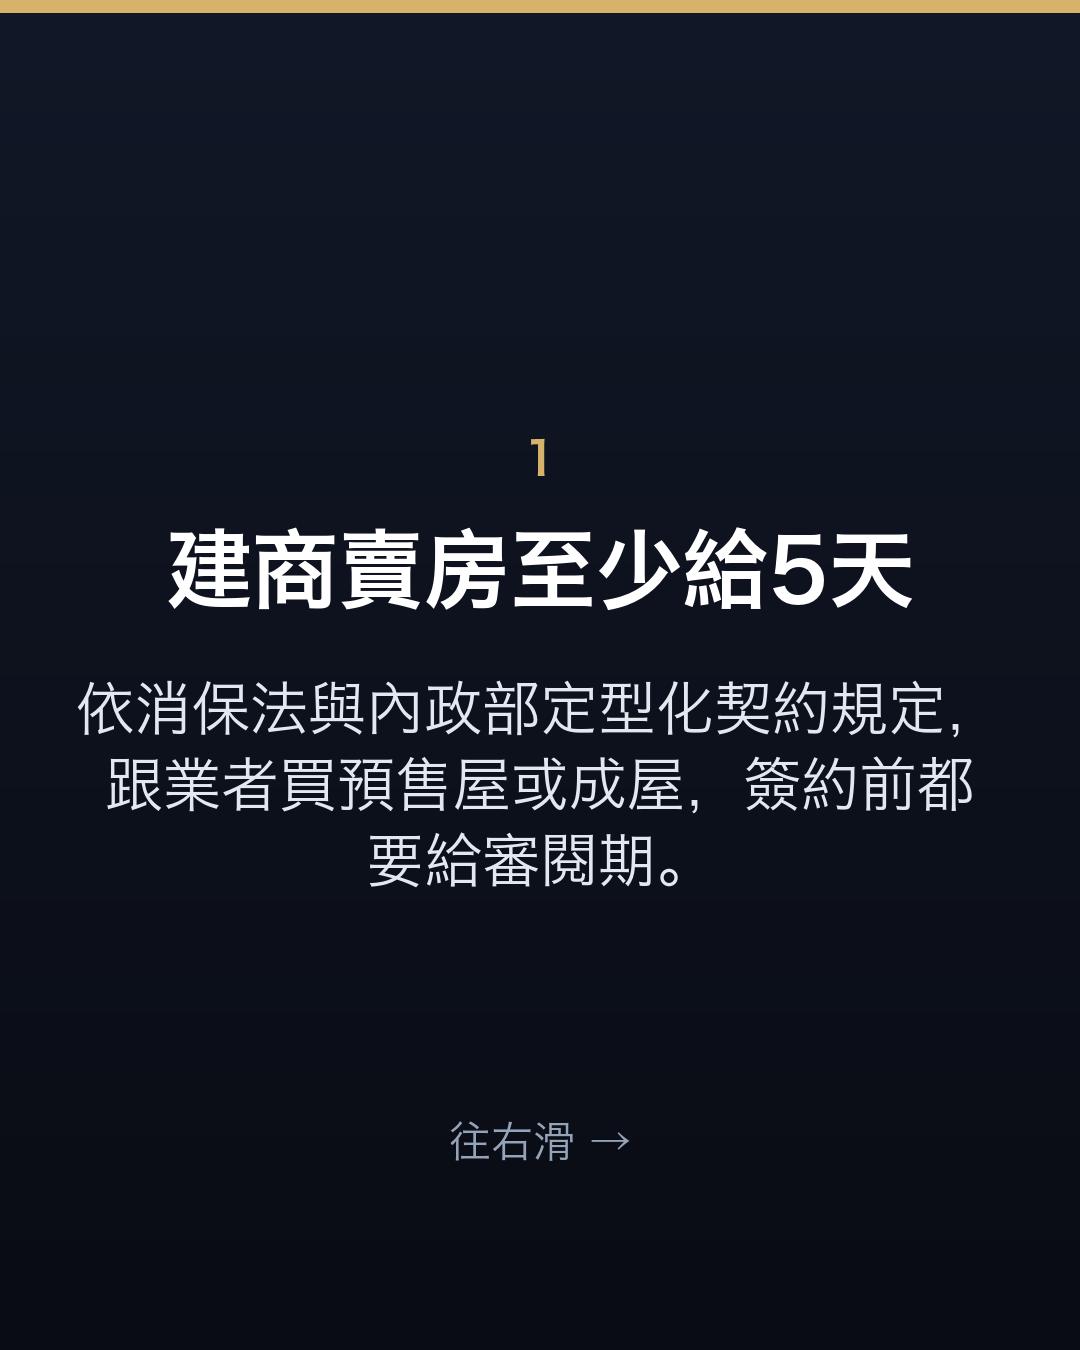 1
建商賣房至少給5天
依消保法與內政部定型化契約規定，
跟業者買預售屋或成屋，簽約前都
要給審閱期。
往右滑 →